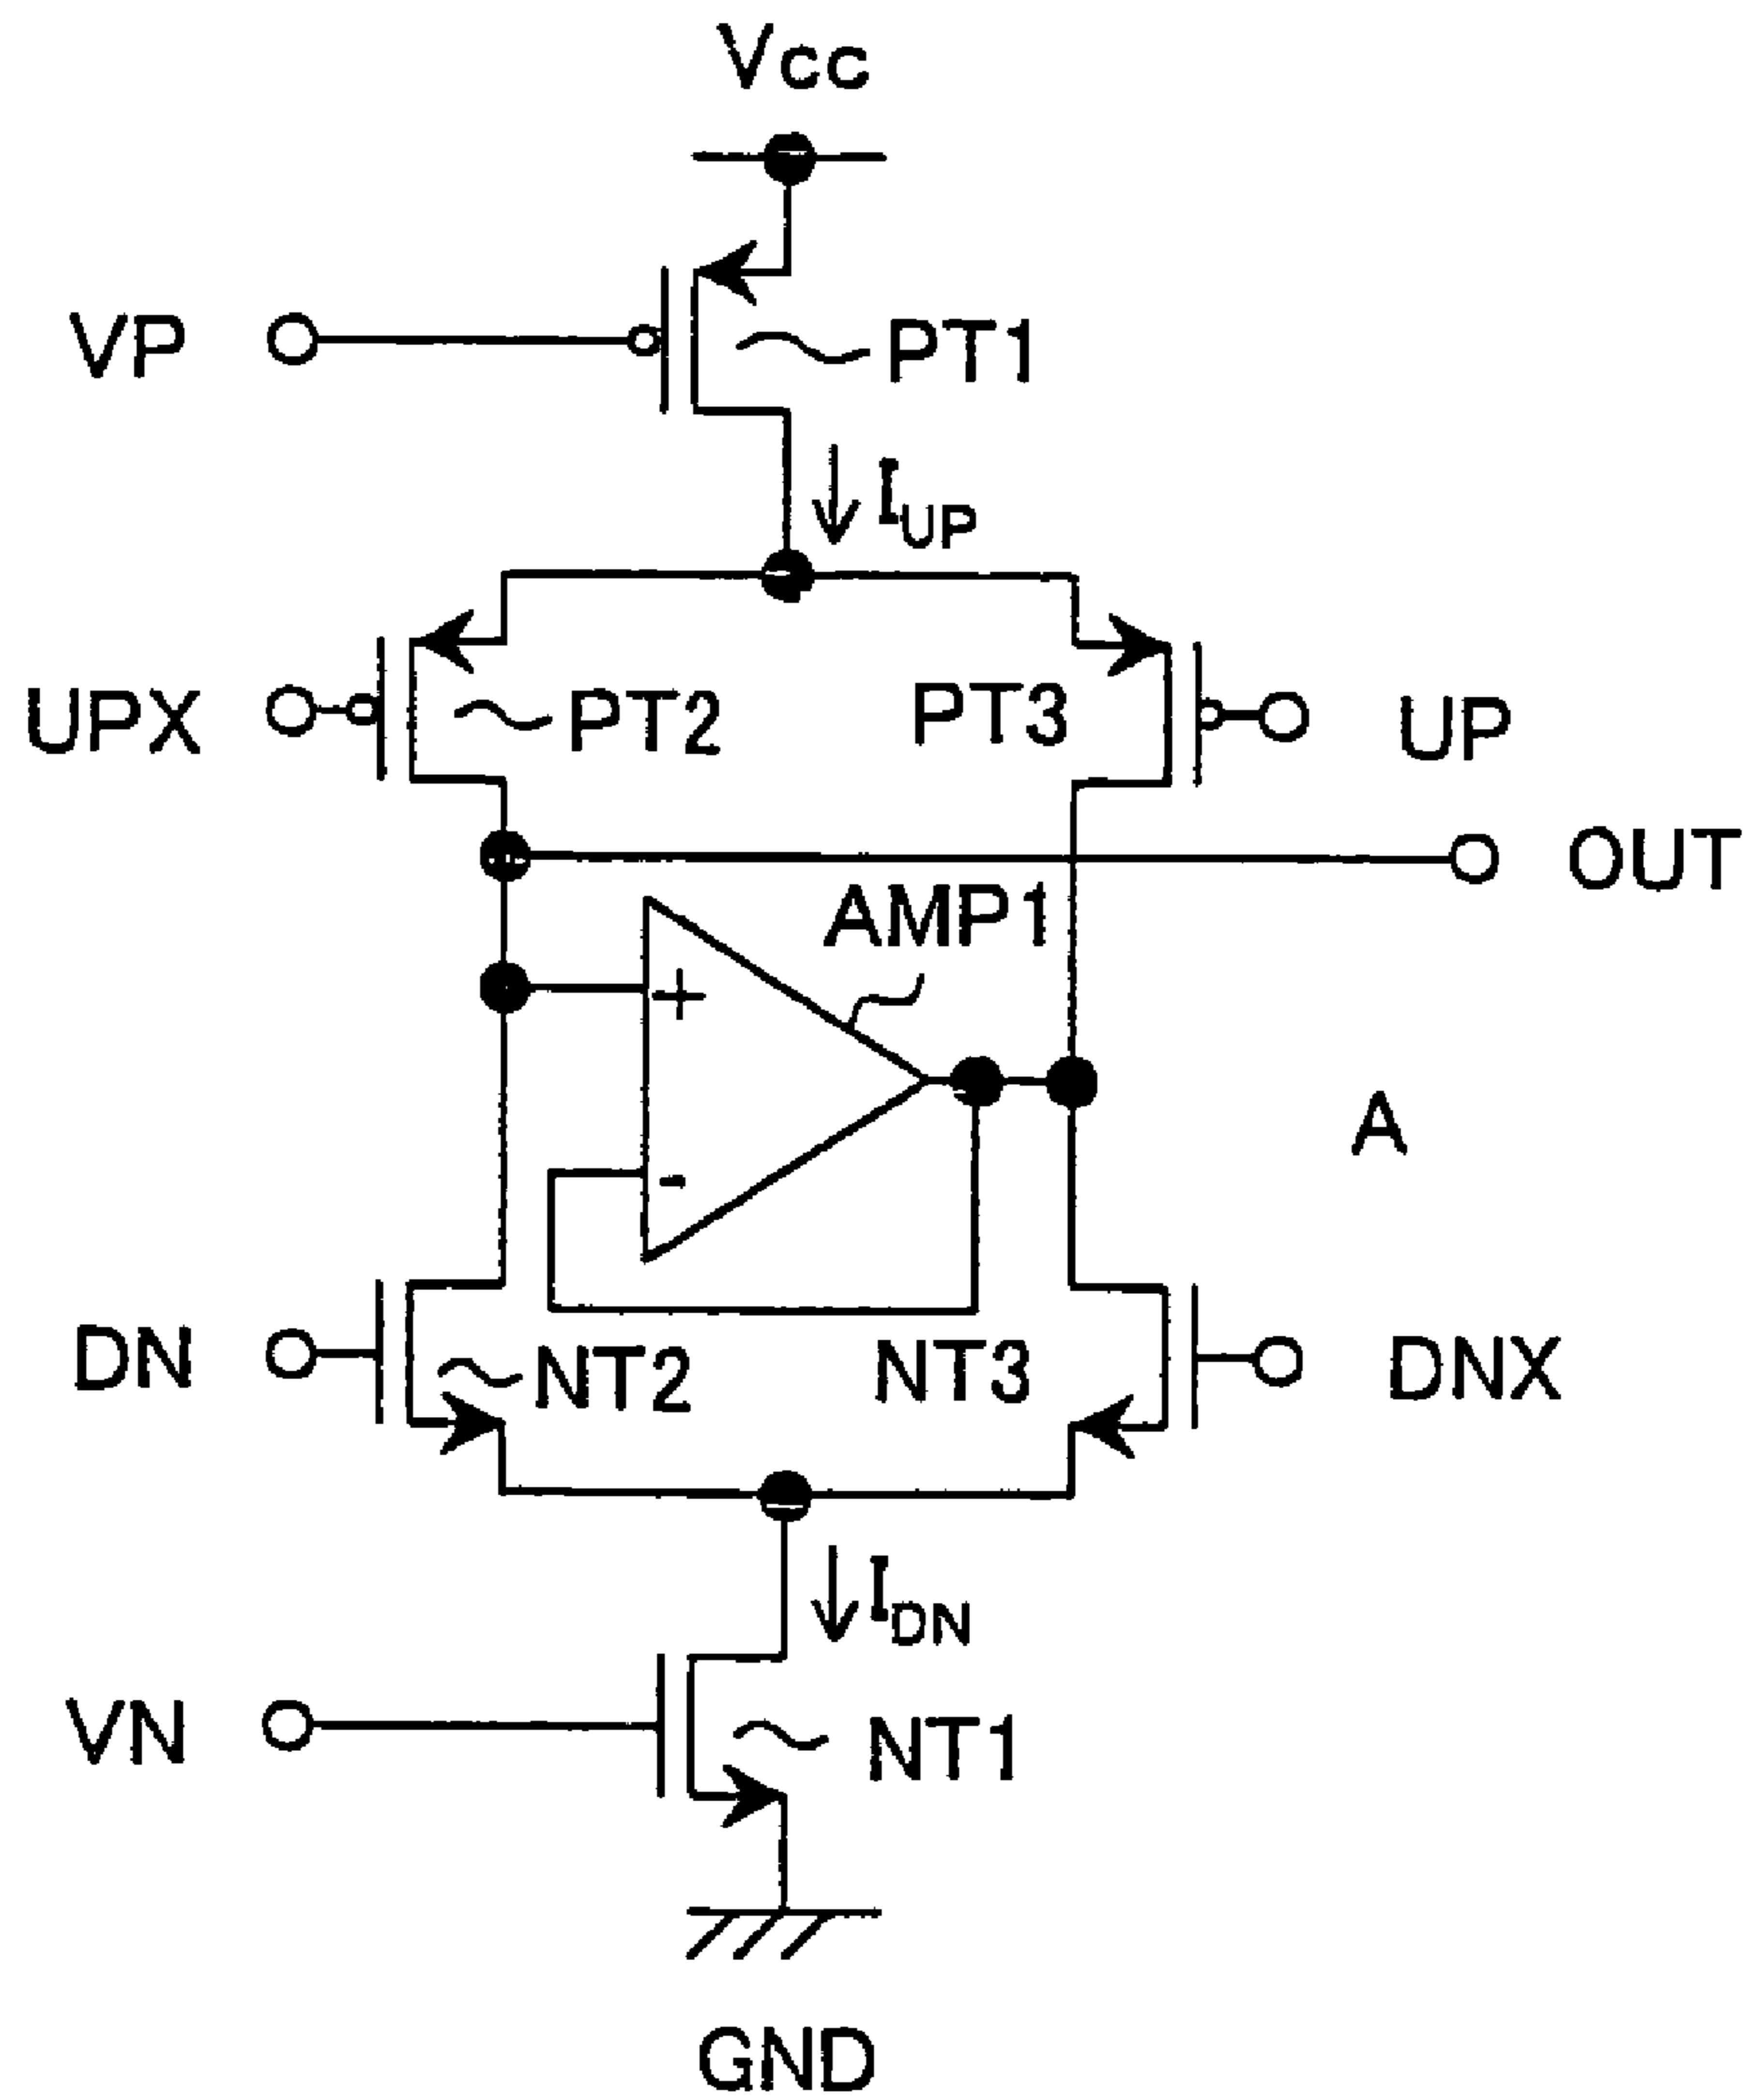 Vcc
VP
PT1
IUP
UPX
PT2
PT3
UP
OUT
AMP1
+
A
-
DN
NT2
NT3
DNX
IDN
VN
NT1
GND